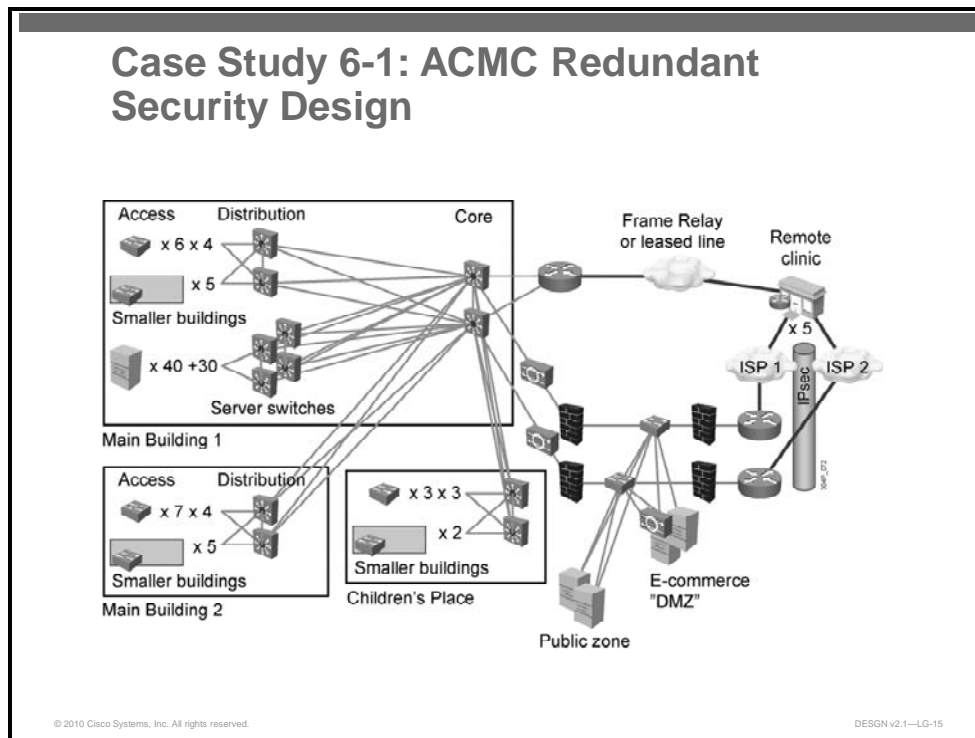 Case Study 6-1: ACMC Redundant
Security Design
Access
Distribution
Core
x 6 x 4
x 5
Smaller buildings
x 40 +30
Server switches
Main Building 1
Frame Relay
or leased line
Remote
clinic
x 5
ISP 1
IPsec
ISP 2
Access
Distribution
x 7 x 4
x 5
Smaller buildings
Main Building 2
x 3 x 3
x 2
Smaller buildings
Children's Place
E-commerce
"DMZ"
Public zone
© 2010 Cisco Systems, Inc. All rights reserved.
DESGN v2.1—LG-15